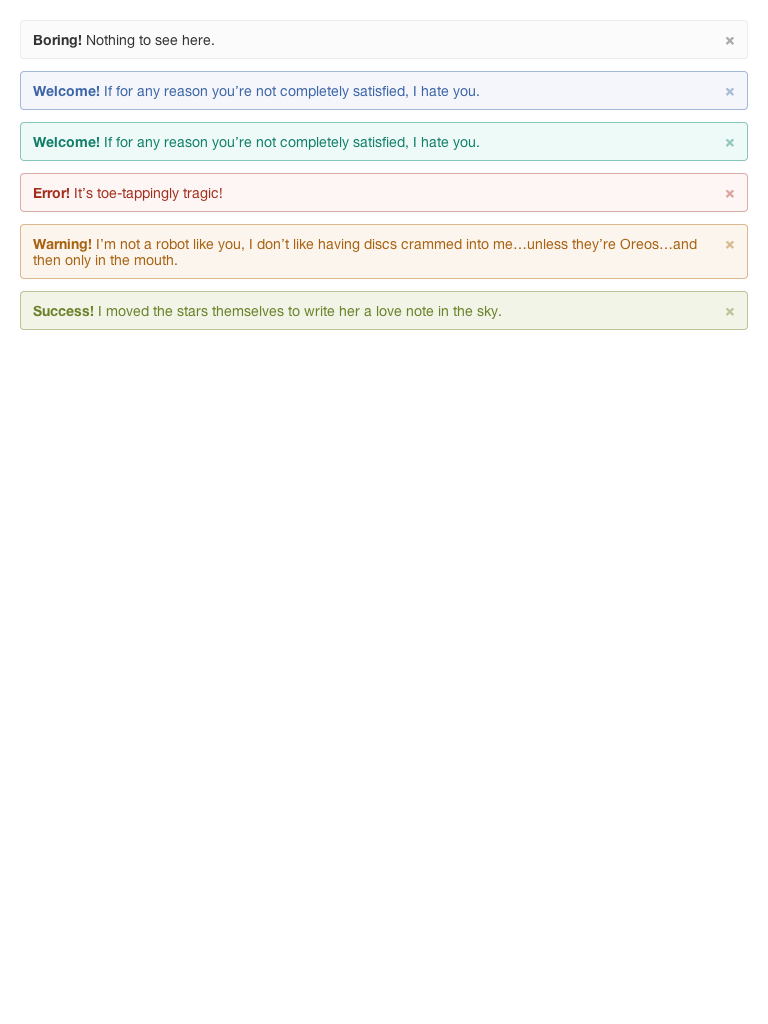 Boring! Nothing to see here. ×
Welcome! If for any reason you’re not completely satisfied, I hate you. ×
Welcome! If for any reason you’re not completely satisfied, I hate you. ×
Error! It’s toe-tappingly tragic! ×
Warning! I’m not a robot like you, I don’t like having discs crammed into me…unless they’re Oreos…and ×
then only in the mouth.
Success! I moved the stars themselves to write her a love note in the sky. ×